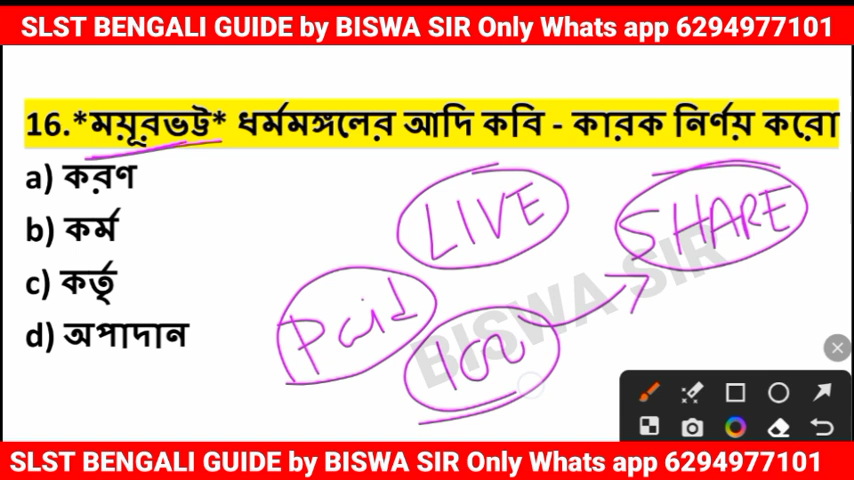 SLST BENGALI GUIDE by BISWA SIR Only Whats app 6294977101
16.*ময়ূরভট্ট* ধর্মমঙ্গলের আদি কবি - কারক নির্ণয় করো
a) করণ
b) কর্ম
c) কর্তৃ
d) অপাদান
LIVE
SHARE
Paid
100
BISWA SIR
SLST BENGALI GUIDE by BISWA SIR Only Whats app 6294977101